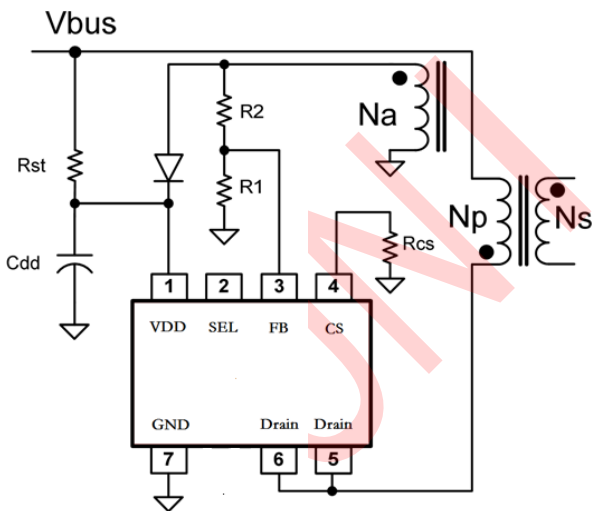 Vbus
Na
R2
Rst
R1
Np
Ns
Rcs
Cdd
1
2
3
4
VDD
SEL
FB
CS
GND
Drain
Drain
7
6
5